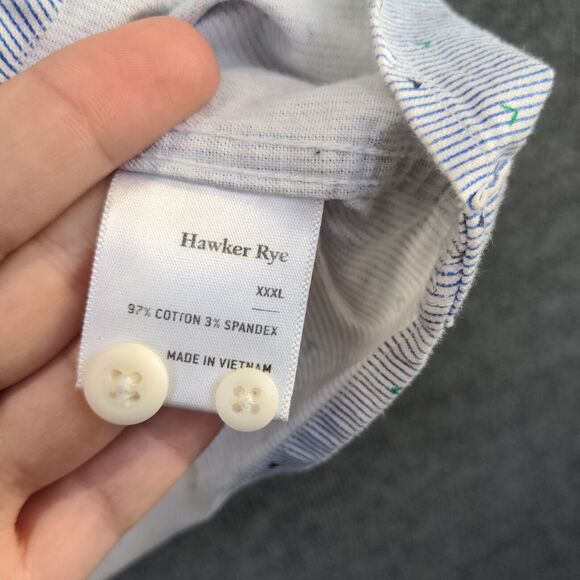 Hawker Rye
XXXL
97% COTTON 3% SPANDEX
MADE IN VIETNAM